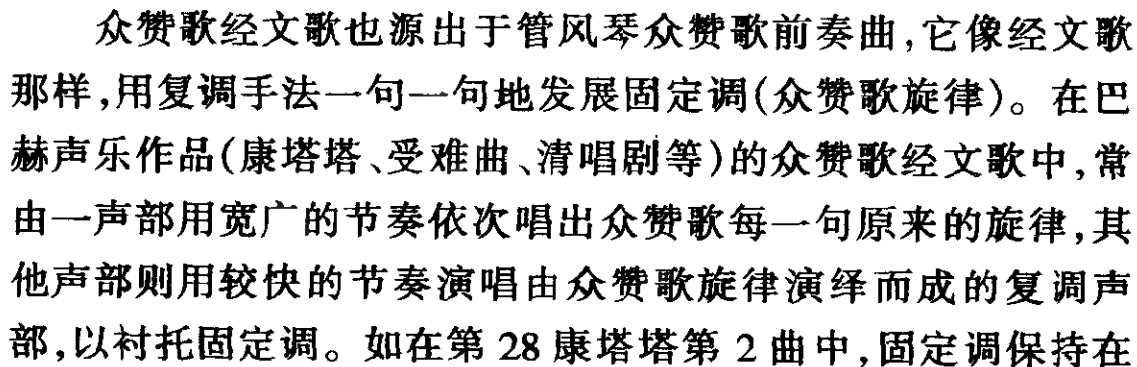 众赞歌经文歌也源出于管风琴众赞歌前奏曲,它像经文歌
那样,用复调手法一句一句地发展固定调(众赞歌旋律)。在巴
赫声乐作品(康塔塔、受难曲、清唱剧等)的众赞歌经文歌中,常
由一声部用宽广的节奏依次唱出众赞歌每一句原来的旋律,其
他声部则用较快的节奏演唱由众赞歌旋律演绎而成的复调声
部,以衬托固定调。如在第 28 康塔塔第 2 曲中,固定调保持在